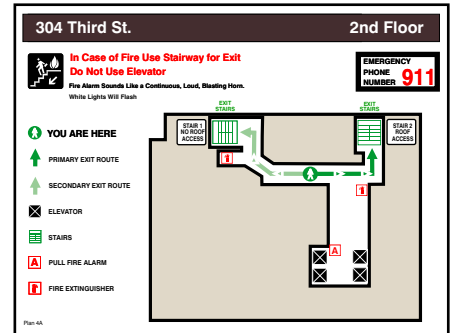 304 Third St.
2nd Floor
In Case of Fire Use Stairway for Exit
Do Not Use Elevator
Fire Alarm Sounds Like a Continuous, Loud, Blasting Horn.
White Lights Will Flash
EMERGENCY
PHONE
NUMBER 911
EXIT
STAIRS
EXIT
STAIRS
STAIR 1
NO ROOF
ACCESS
STAIR 2
ROOF
ACCESS
YOU ARE HERE
PRIMARY EXIT ROUTE
SECONDARY EXIT ROUTE
ELEVATOR
STAIRS
A PULL FIRE ALARM
FIRE EXTINGUISHER
A
Plan 4A